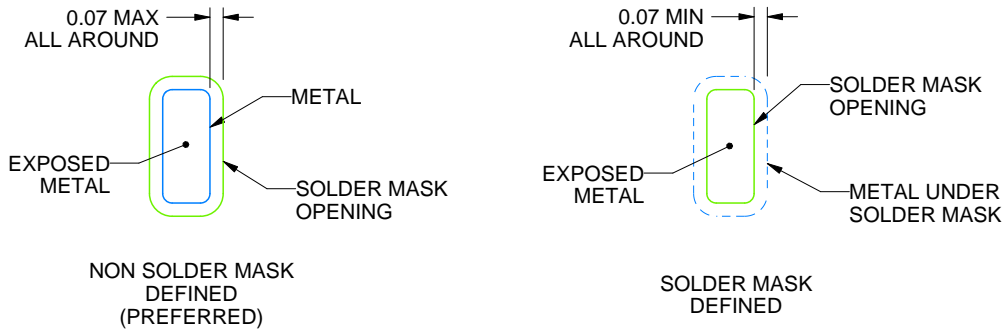 0.07 MAX
ALL AROUND
METAL
EXPOSED
METAL
SOLDER MASK
OPENING
NON SOLDER MASK
DEFINED
(PREFERRED)
0.07 MIN
ALL AROUND
SOLDER MASK
OPENING
EXPOSED
METAL
METAL UNDER
SOLDER MASK
SOLDER MASK
DEFINED